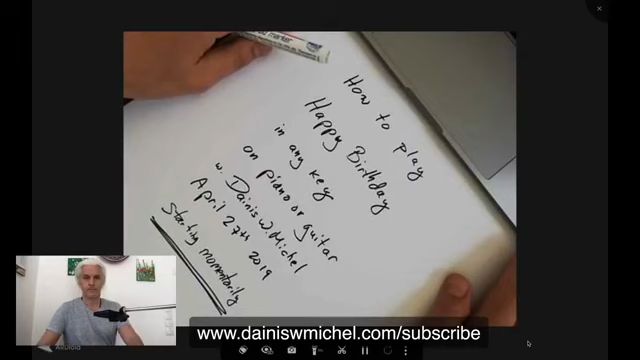 How to play
Happy Birthday
in any key
on piano or guitar
w. Dainis W. Michel
April 27th 2019
Starting momentarily
www.dainiswmichel.com/subscribe